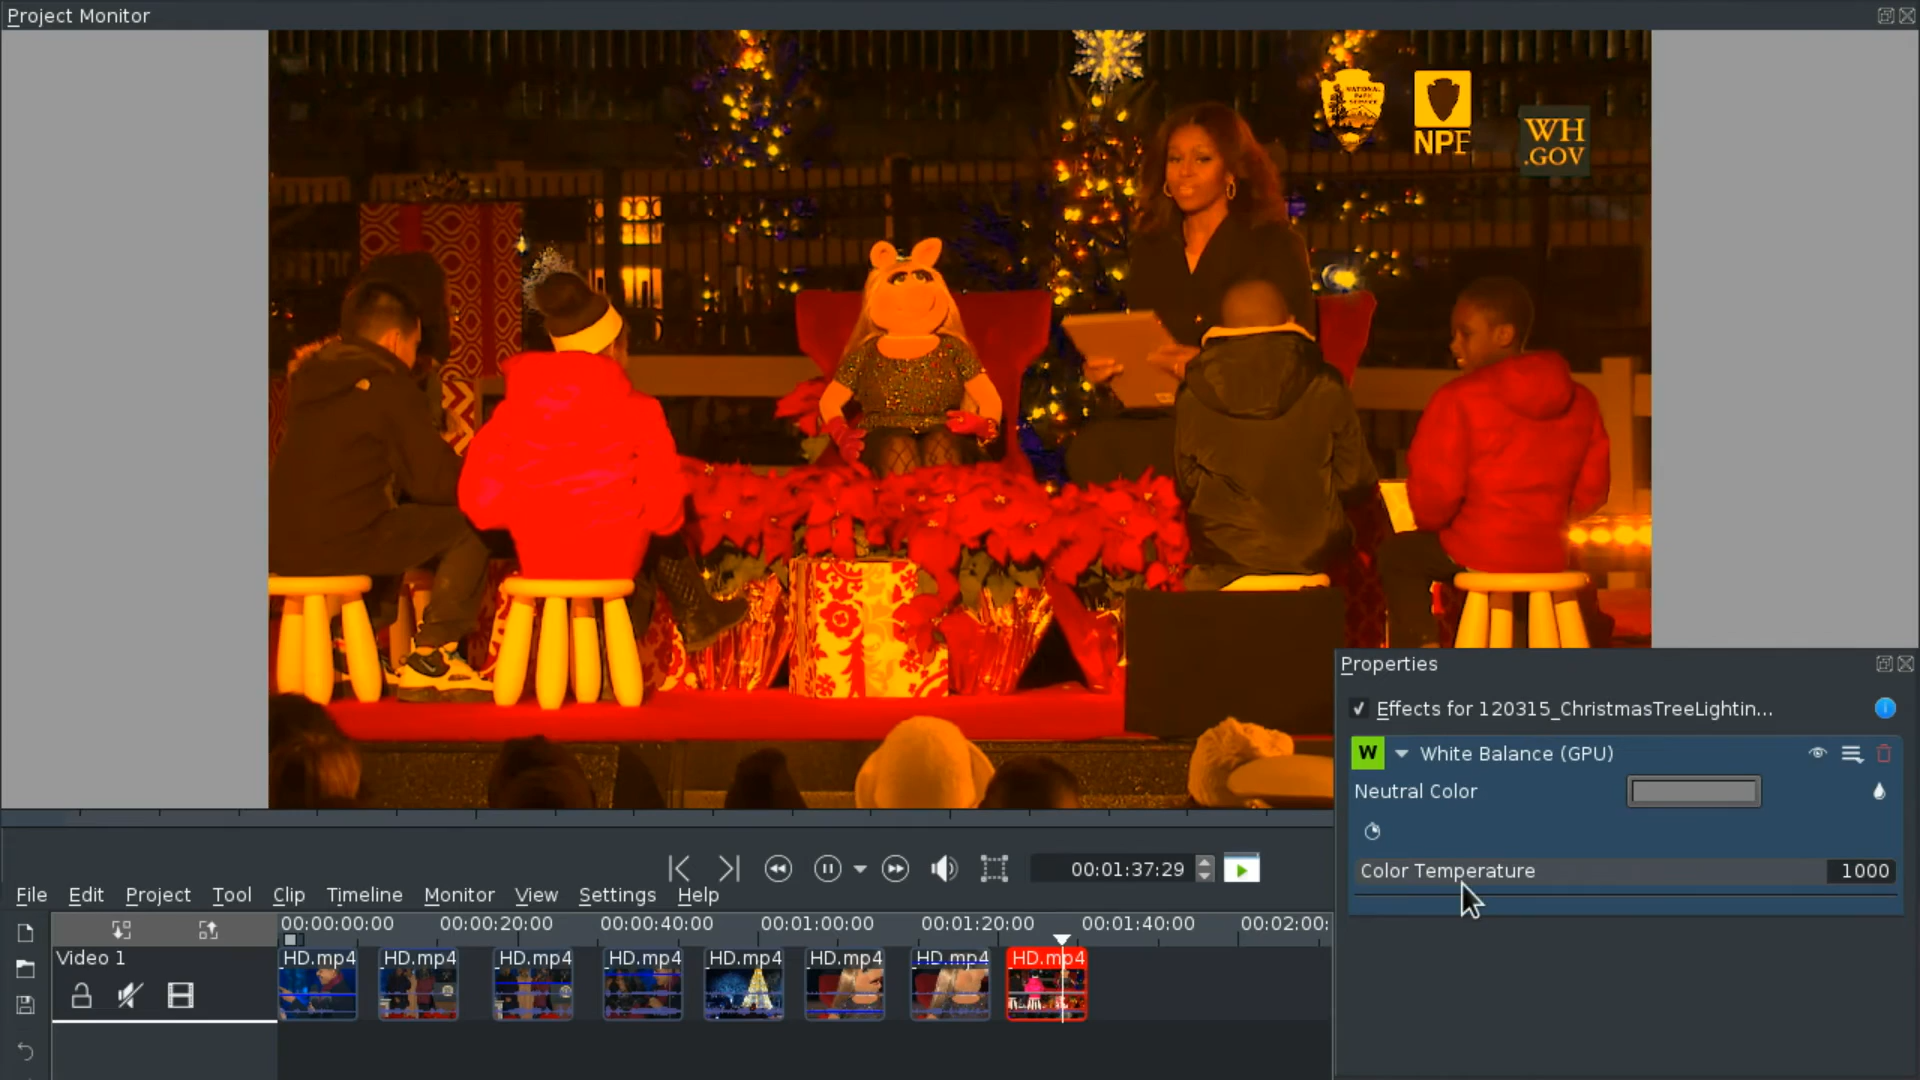 Project Monitor
NATIONAL
PARK
SERVICE
NPF
WH
.GOV
Properties
Effects for 120315_ChristmasTreeLightin...
W White Balance (GPU)
Neutral Color
Color Temperature 1000
00:01:37:29
File Edit Project Tool Clip Timeline Monitor View Settings Help
00:00:00:00 00:00:20:00 00:00:40:00 00:01:00:00 00:01:20:00 00:01:40:00 00:02:00:
Video 1
HD.mp4 HD.mp4 HD.mp4 HD.mp4 HD.mp4 HD.mp4 HD.mp4 HD.mp4